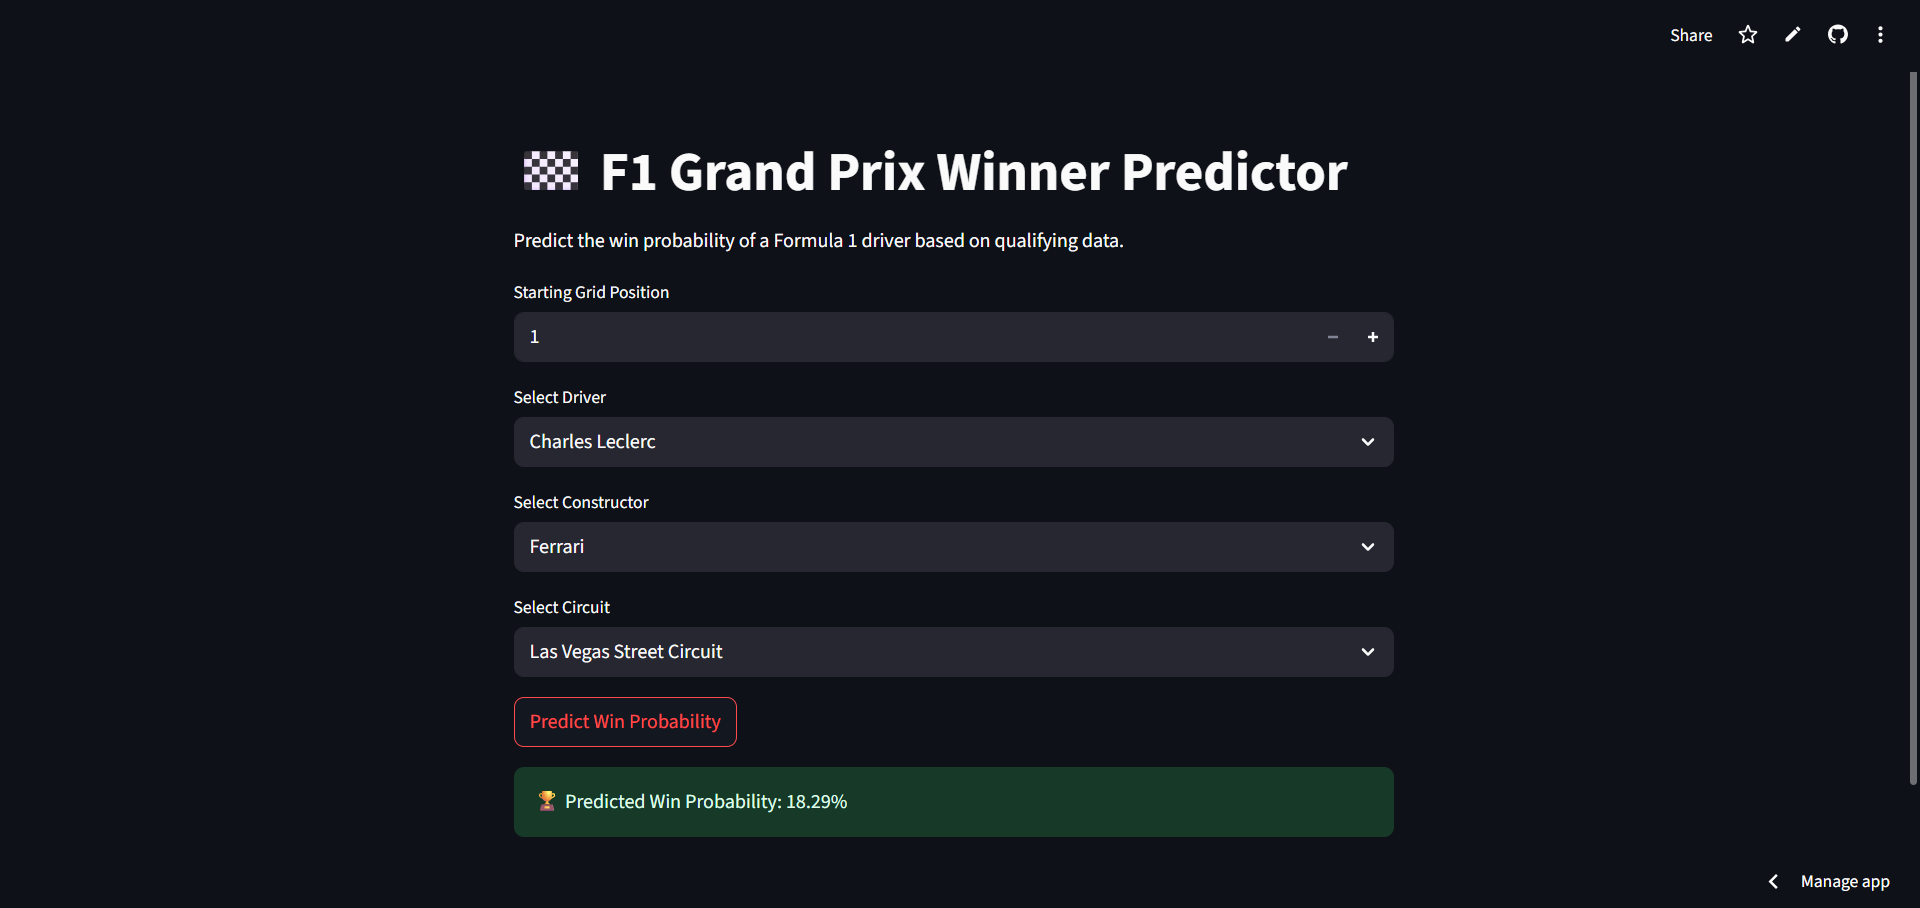 Share
F1 Grand Prix Winner Predictor
Predict the win probability of a Formula 1 driver based on qualifying data.
Starting Grid Position
1
Select Driver
Charles Leclerc
Select Constructor
Ferrari
Select Circuit
Las Vegas Street Circuit
Predict Win Probability
🏆 Predicted Win Probability: 18.29%
Manage app